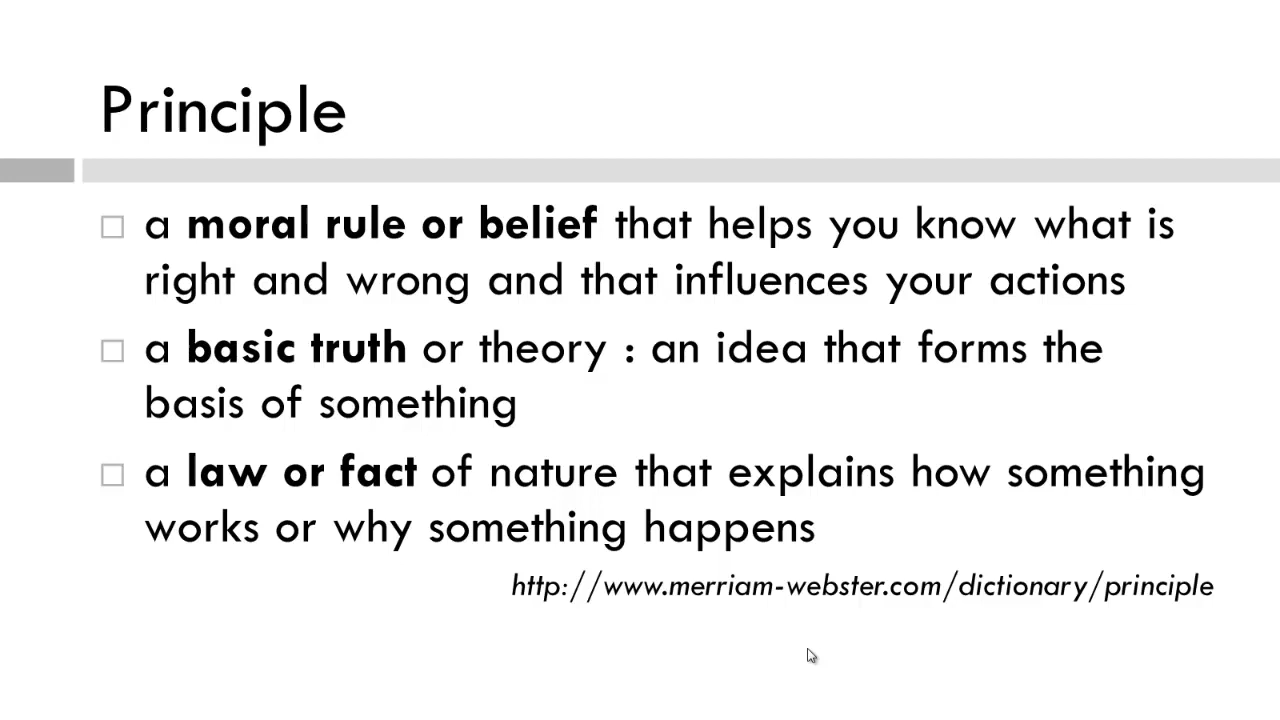 Principle
a moral rule or belief that helps you know what is
right and wrong and that influences your actions
a basic truth or theory : an idea that forms the
basis of something
a law or fact of nature that explains how something
works or why something happens
http://www.merriam-webster.com/dictionary/principle